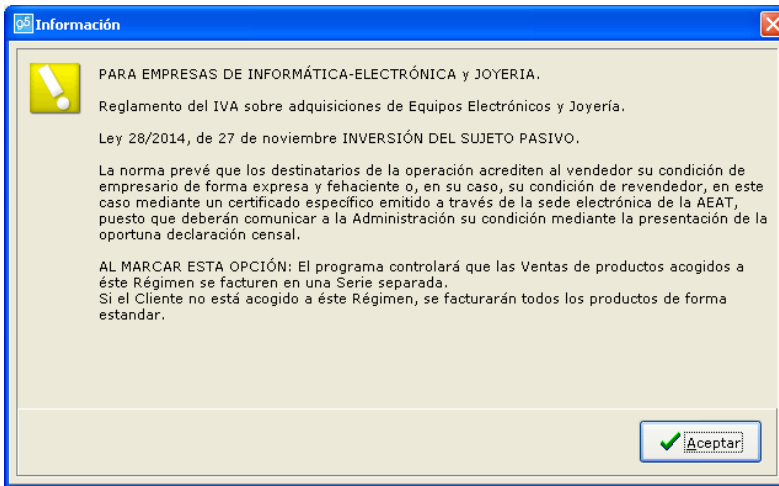 g5 Información
PARA EMPRESAS DE INFORMÁTICA-ELECTRÓNICA y JOYERIA.
Reglamento del IVA sobre adquisiciones de Equipos Electrónicos y Joyería.
Ley 28/2014, de 27 de noviembre INVERSIÓN DEL SUJETO PASIVO.
La norma prevé que los destinatarios de la operación acrediten al vendedor su condición de
empresario de forma expresa y fehaciente o, en su caso, su condición de revendedor, en este
caso mediante un certificado específico emitido a través de la sede electrónica de la AEAT,
puesto que deberán comunicar a la Administración su condición mediante la presentación de la
oportuna declaración censal.
AL MARCAR ESTA OPCIÓN: El programa controlará que las Ventas de productos acogidos a
éste Régimen se facturen en una Serie separada.
Si el Cliente no está acogido a éste Régimen, se facturarán todos los productos de forma
estandar.
Aceptar